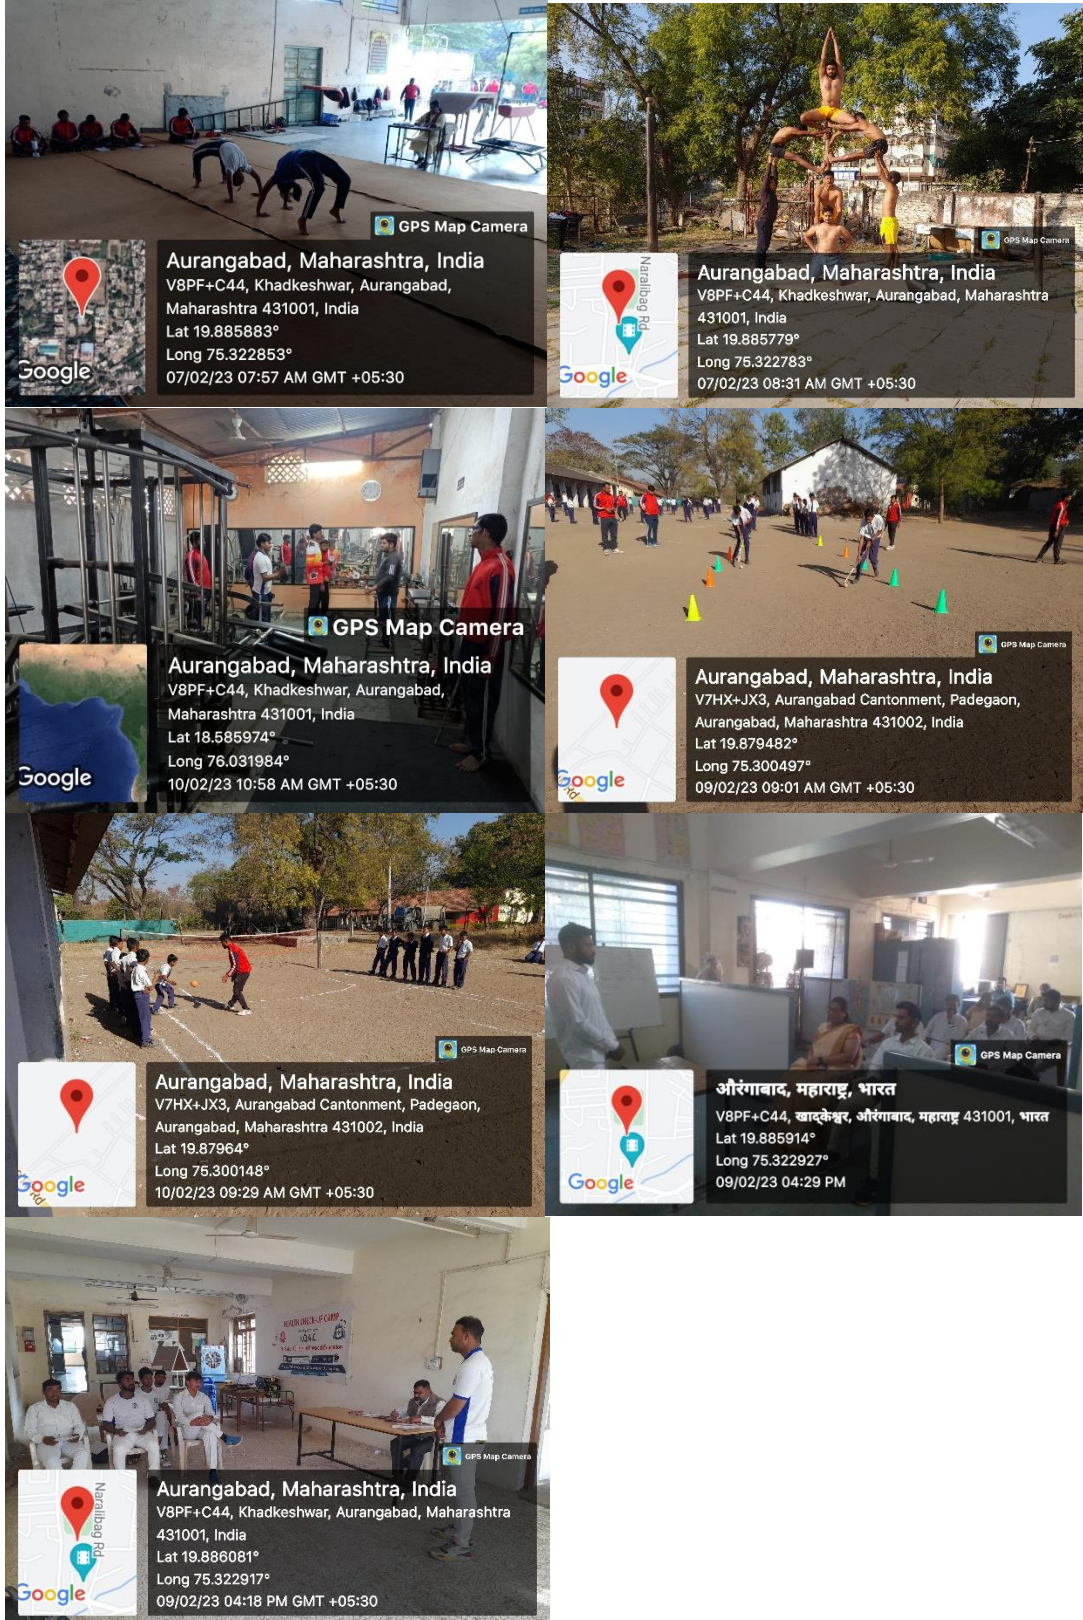 GPS Map Camera
Aurangabad, Maharashtra, India
V8PF+C44, Khadkeshwar, Aurangabad,
Maharashtra 431001, India
Lat 19.885883°
Long 75.322853°
07/02/23 07:57 AM GMT +05:30
Google
GPS Map Camera
Naralibag Rd
Aurangabad, Maharashtra, India
V8PF+C44, Khadkeshwar, Aurangabad, Maharashtra
431001, India
Lat 19.885779°
Long 75.322783°
07/02/23 08:31 AM GMT +05:30
Google
GPS Map Camera
Aurangabad, Maharashtra, India
V8PF+C44, Khadkeshwar, Aurangabad,
Maharashtra 431001, India
Lat 18.585974°
Long 76.031984°
10/02/23 10:58 AM GMT +05:30
Google
GPS Map Camera
Aurangabad, Maharashtra, India
V7HX+JX3, Aurangabad Cantonment, Padegaon,
Aurangabad, Maharashtra 431002, India
Lat 19.879482°
Long 75.300497°
09/02/23 09:01 AM GMT +05:30
Google
Rd
GPS Map Camera
Aurangabad, Maharashtra, India
V7HX+JX3, Aurangabad Cantonment, Padegaon,
Aurangabad, Maharashtra 431002, India
Lat 19.87964°
Long 75.300148°
10/02/23 09:29 AM GMT +05:30
Google
Rd
GPS Map Camera
औरंगाबाद, महाराष्ट्र, भारत
V8PF+C44, खाद्केश्वर, औरंगाबाद, महाराष्ट्र 431001, भारत
Lat 19.885914°
Long 75.322927°
09/02/23 04:29 PM
Google
HEALTH CHECK-UP CAMP
I.Q.A.C
GPS Map Camera
Naralibag Rd
Aurangabad, Maharashtra, India
V8PF+C44, Khadkeshwar, Aurangabad, Maharashtra
431001, India
Lat 19.886081°
Long 75.322917°
09/02/23 04:18 PM GMT +05:30
Google